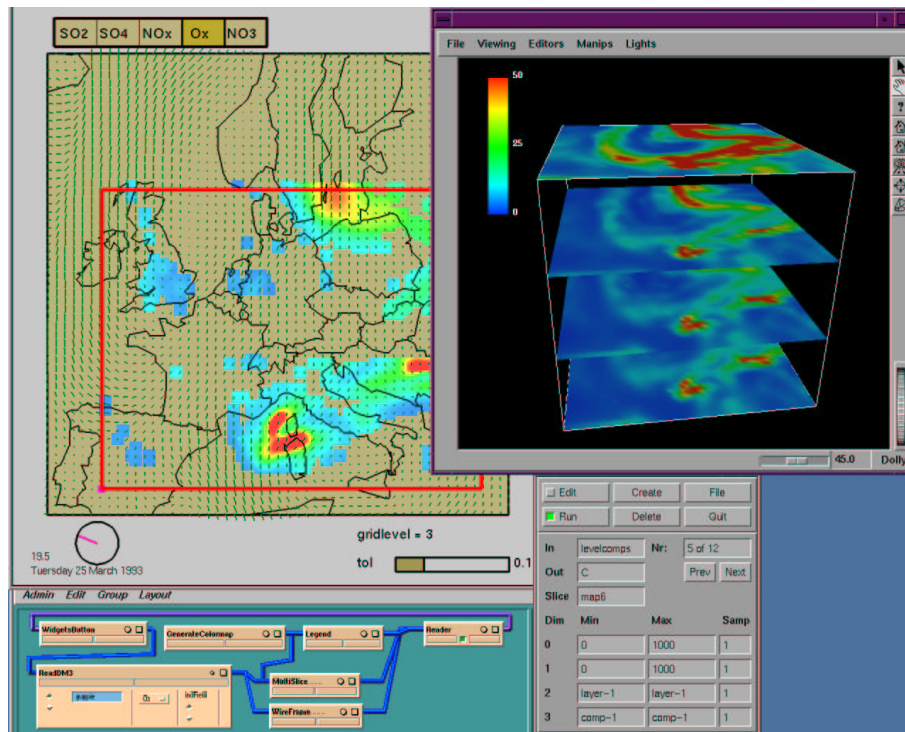 SO2 SO4 NOx Ox NO3
gridlevel = 3
tol 0.1
19.5
Tuesday 25 March 1993
File Viewing Editors Manips Lights
50
25
0
?
45.0 Dolly
Admin Edit Group Layout
WidgetsButton
GenerateColormap
Legend
Render
ReadDM3
Ox
MultiSlice
WireFrame
Edit Create File
Run Delete Quit
In levelcomps Nr: 5 of 12
Out C Prev Next
Slice map6
Dim Min Max Samp
0 0 1000 1
1 0 1000 1
2 layer-1 layer-1 1
3 comp-1 comp-1 1